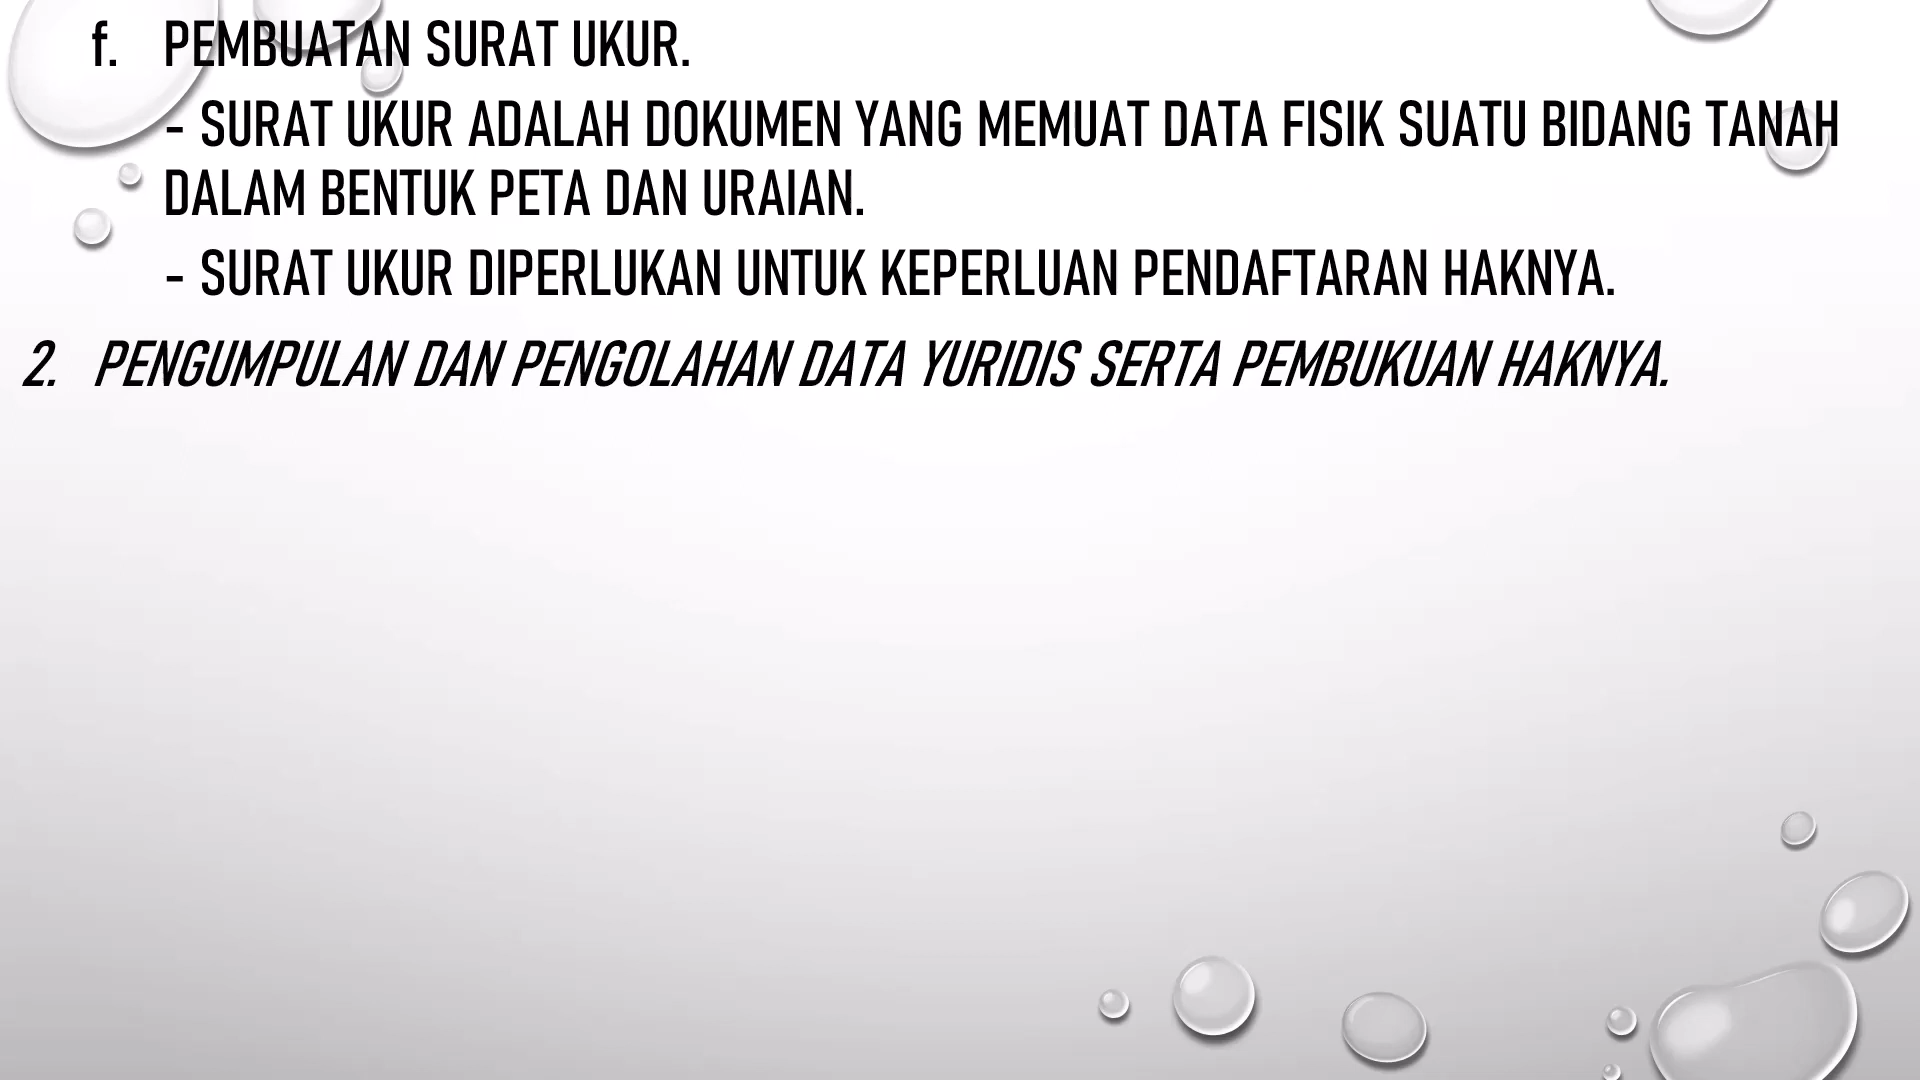 f. PEMBUATAN SURAT UKUR.
- SURAT UKUR ADALAH DOKUMEN YANG MEMUAT DATA FISIK SUATU BIDANG TANAH
DALAM BENTUK PETA DAN URAIAN.
- SURAT UKUR DIPERLUKAN UNTUK KEPERLUAN PENDAFTARAN HAKNYA.
2. PENGUMPULAN DAN PENGOLAHAN DATA YURIDIS SERTA PEMBUKUAN HAKNYA.